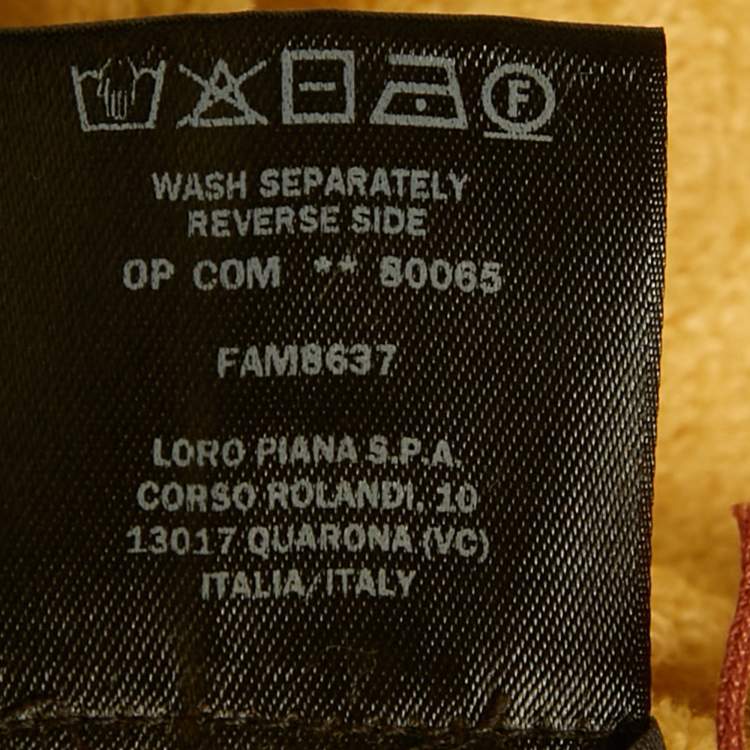 F
WASH SEPARATELY
REVERSE SIDE
OP COM ** 80065
FAM8637
LORO PIANA S.P.A.
CORSO ROLANDI, 10
13017 QUARONA (VC)
ITALIA/ITALY